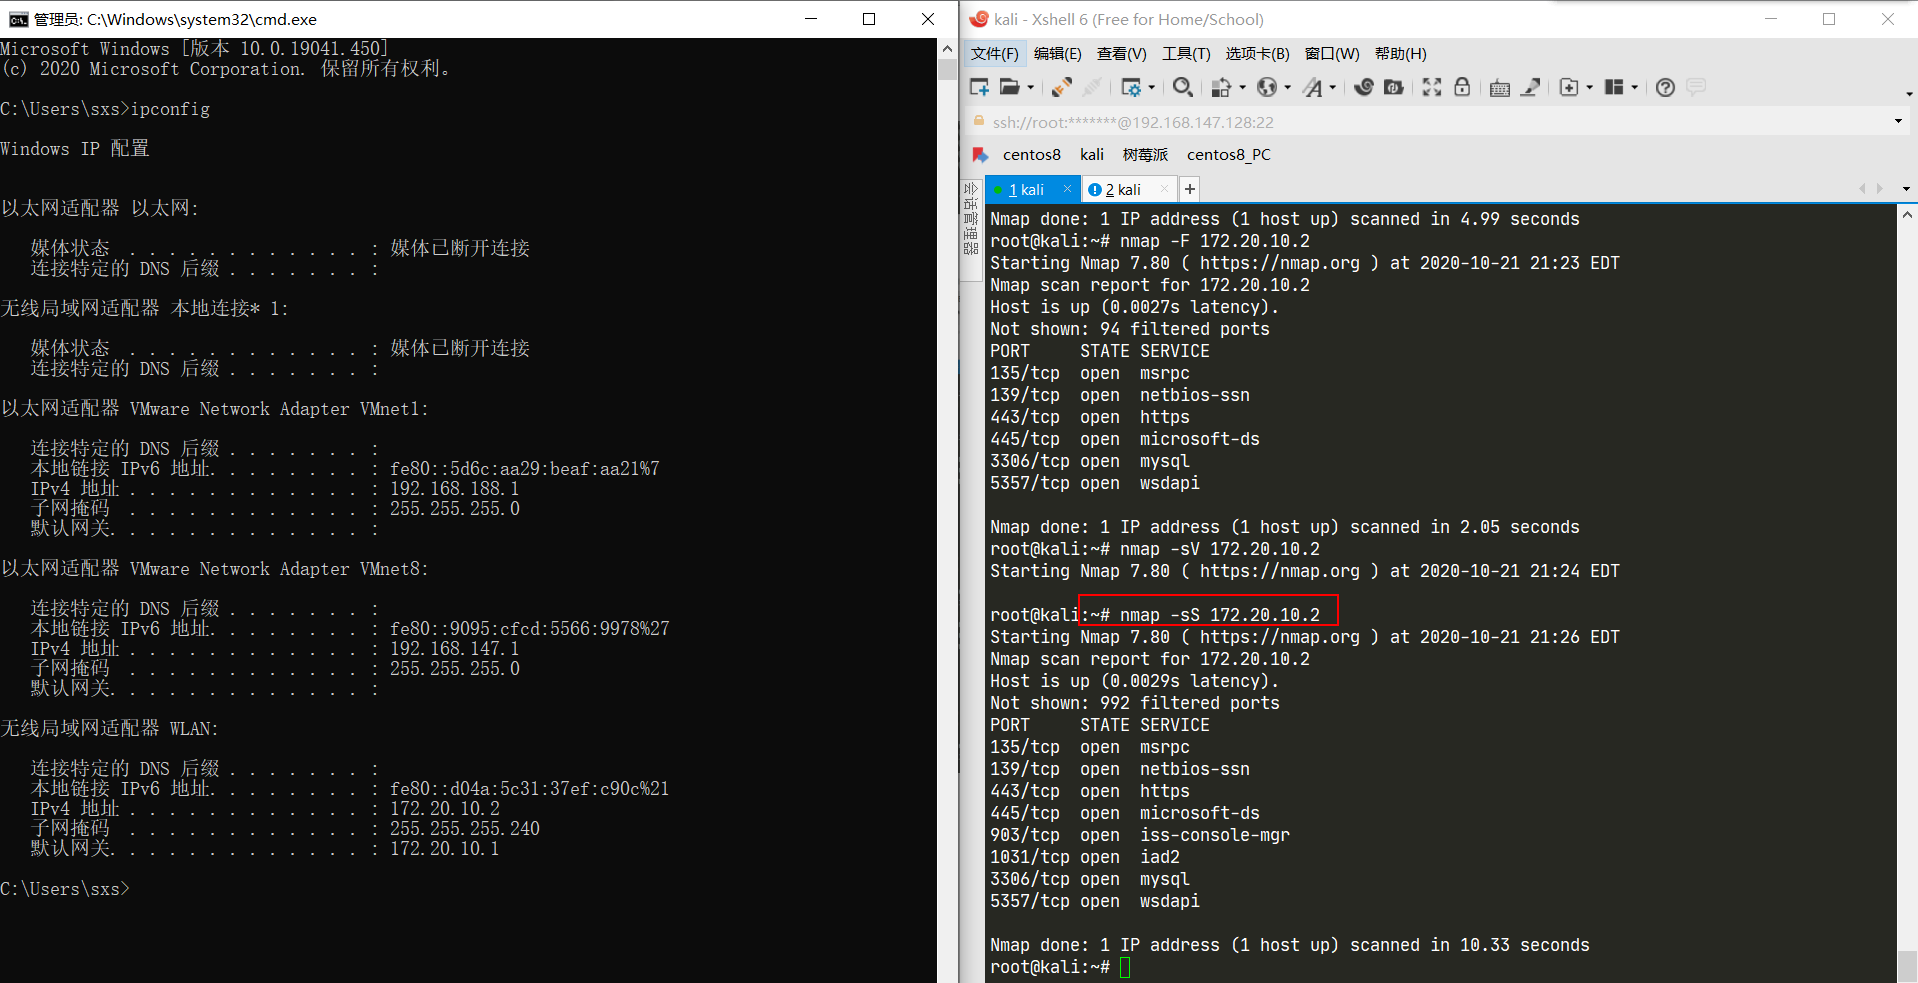 管理员: C:\Windows\system32\cmd.exe
Microsoft Windows [版本 10.0.19041.450]
(c) 2020 Microsoft Corporation. 保留所有权利。
C:\Users\sxs>ipconfig
Windows IP 配置
以太网适配器 以太网:
媒体状态  . . . . . . . . . . . . : 媒体已断开连接
连接特定的 DNS 后缀 . . . . . . . :
无线局域网适配器 本地连接* 1:
媒体状态  . . . . . . . . . . . . : 媒体已断开连接
连接特定的 DNS 后缀 . . . . . . . :
以太网适配器 VMware Network Adapter VMnet1:
连接特定的 DNS 后缀 . . . . . . . :
本地链接 IPv6 地址. . . . . . . . : fe80::5d6c:aa29:beaf:aa21%7
IPv4 地址 . . . . . . . . . . . . : 192.168.188.1
子网掩码  . . . . . . . . . . . . : 255.255.255.0
默认网关. . . . . . . . . . . . . :
以太网适配器 VMware Network Adapter VMnet8:
连接特定的 DNS 后缀 . . . . . . . :
本地链接 IPv6 地址. . . . . . . . : fe80::9095:cfcd:5566:9978%27
IPv4 地址 . . . . . . . . . . . . : 192.168.147.1
子网掩码  . . . . . . . . . . . . : 255.255.255.0
默认网关. . . . . . . . . . . . . :
无线局域网适配器 WLAN:
连接特定的 DNS 后缀 . . . . . . . :
本地链接 IPv6 地址. . . . . . . . : fe80::d04a:5c31:37ef:c90c%21
IPv4 地址 . . . . . . . . . . . . : 172.20.10.2
子网掩码  . . . . . . . . . . . . : 255.255.255.240
默认网关. . . . . . . . . . . . . : 172.20.10.1
C:\Users\sxs>
kali - Xshell 6 (Free for Home/School)
文件(F) 编辑(E) 查看(V) 工具(T) 选项卡(B) 窗口(W) 帮助(H)
ssh://root:*******@192.168.147.128:22
centos8 kali 树莓派 centos8_PC
会话管理器
1 kali 2 kali
Nmap done: 1 IP address (1 host up) scanned in 4.99 seconds
root@kali:~# nmap -F 172.20.10.2
Starting Nmap 7.80 ( https://nmap.org ) at 2020-10-21 21:23 EDT
Nmap scan report for 172.20.10.2
Host is up (0.0027s latency).
Not shown: 94 filtered ports
PORT     STATE SERVICE
135/tcp  open  msrpc
139/tcp  open  netbios-ssn
443/tcp  open  https
445/tcp  open  microsoft-ds
3306/tcp open  mysql
5357/tcp open  wsdapi
Nmap done: 1 IP address (1 host up) scanned in 2.05 seconds
root@kali:~# nmap -sV 172.20.10.2
Starting Nmap 7.80 ( https://nmap.org ) at 2020-10-21 21:24 EDT
root@kali:~# nmap -sS 172.20.10.2
Starting Nmap 7.80 ( https://nmap.org ) at 2020-10-21 21:26 EDT
Nmap scan report for 172.20.10.2
Host is up (0.0029s latency).
Not shown: 992 filtered ports
PORT     STATE SERVICE
135/tcp  open  msrpc
139/tcp  open  netbios-ssn
443/tcp  open  https
445/tcp  open  microsoft-ds
903/tcp  open  iss-console-mgr
1031/tcp open  iad2
3306/tcp open  mysql
5357/tcp open  wsdapi
Nmap done: 1 IP address (1 host up) scanned in 10.33 seconds
root@kali:~#